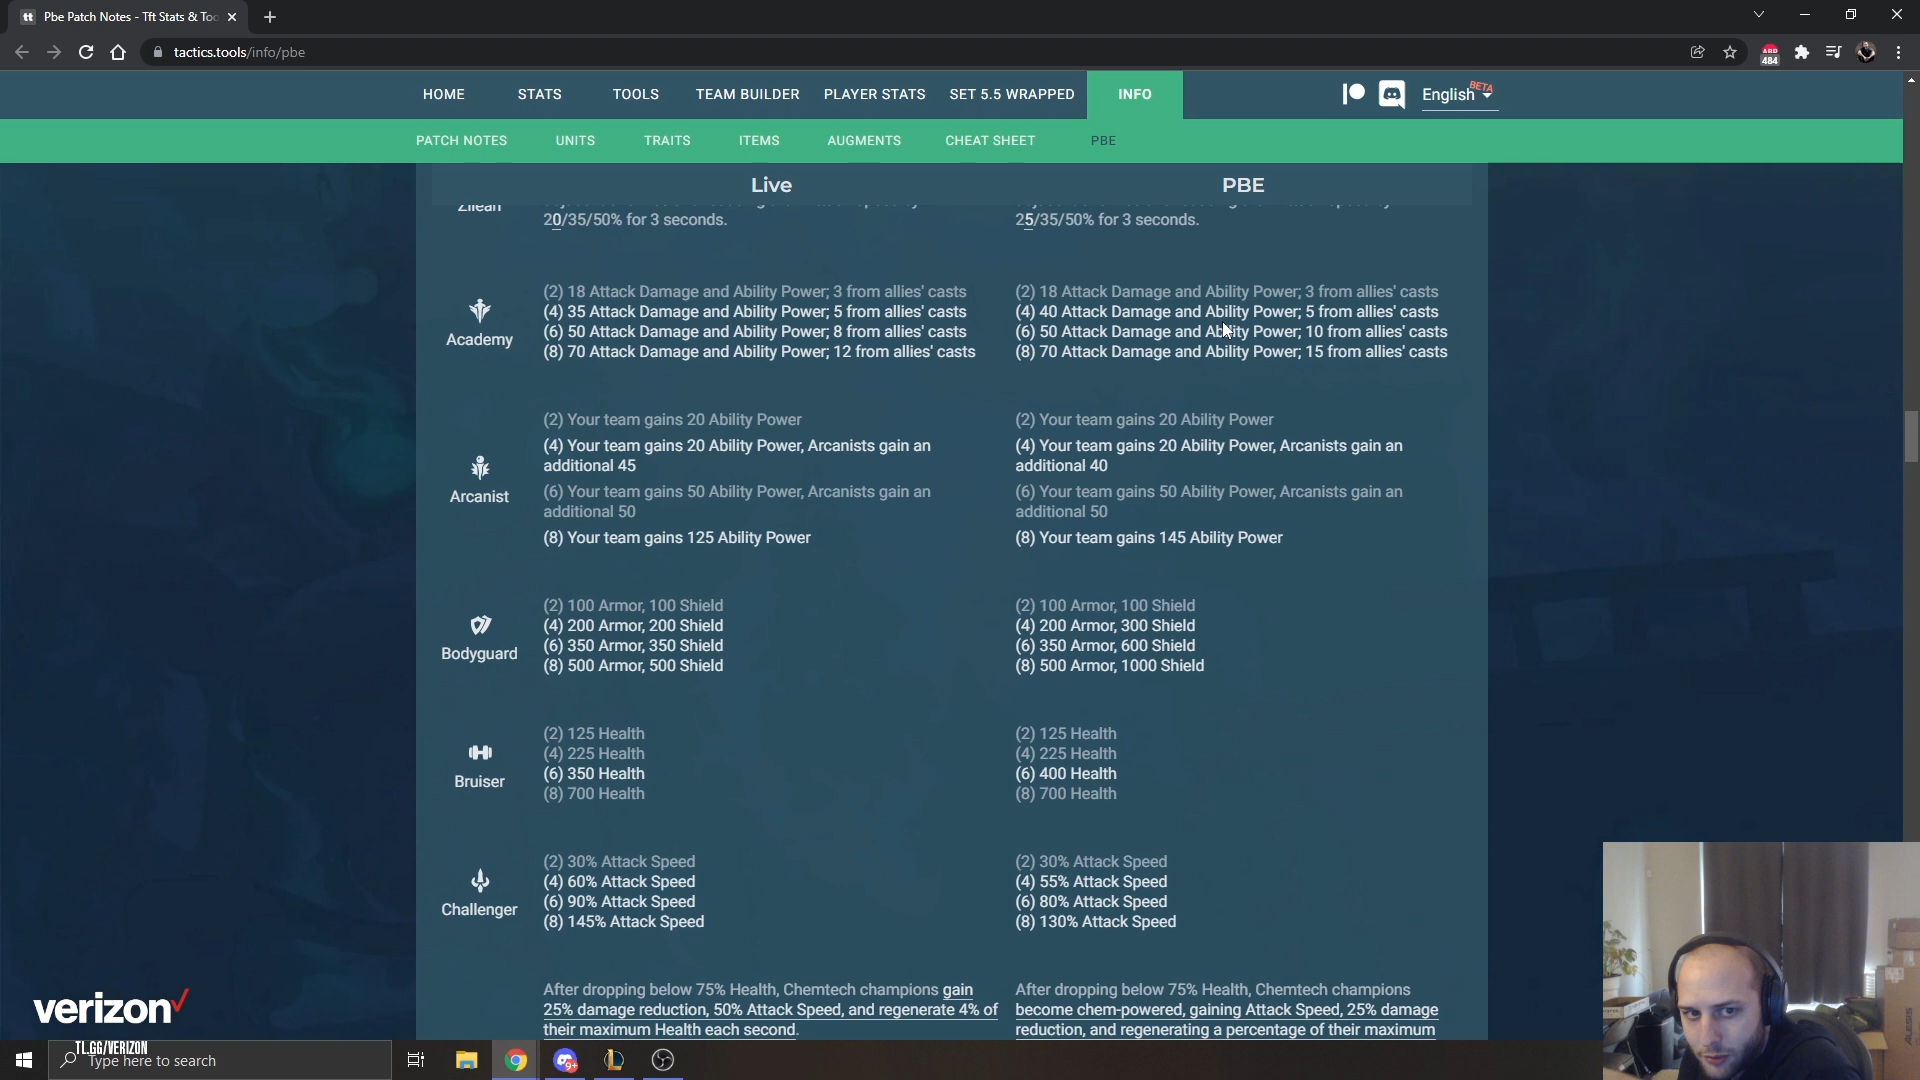 Pbe Patch Notes - Tft Stats & Too
tactics.tools/info/pbe
484
HOME STATS TOOLS TEAM BUILDER PLAYER STATS SET 5.5 WRAPPED INFO English BETA
PATCH NOTES UNITS TRAITS ITEMS AUGMENTS CHEAT SHEET PBE
Live PBE
Zilean
20/35/50% for 3 seconds. 25/35/50% for 3 seconds.
Academy
(2) 18 Attack Damage and Ability Power; 3 from allies' casts
(4) 35 Attack Damage and Ability Power; 5 from allies' casts
(6) 50 Attack Damage and Ability Power; 8 from allies' casts
(8) 70 Attack Damage and Ability Power; 12 from allies' casts
(2) 18 Attack Damage and Ability Power; 3 from allies' casts
(4) 40 Attack Damage and Ability Power; 5 from allies' casts
(6) 50 Attack Damage and Ability Power; 10 from allies' casts
(8) 70 Attack Damage and Ability Power; 15 from allies' casts
Arcanist
(2) Your team gains 20 Ability Power
(4) Your team gains 20 Ability Power, Arcanists gain an
additional 45
(6) Your team gains 50 Ability Power, Arcanists gain an
additional 50
(8) Your team gains 125 Ability Power
(2) Your team gains 20 Ability Power
(4) Your team gains 20 Ability Power, Arcanists gain an
additional 40
(6) Your team gains 50 Ability Power, Arcanists gain an
additional 50
(8) Your team gains 145 Ability Power
Bodyguard
(2) 100 Armor, 100 Shield
(4) 200 Armor, 200 Shield
(6) 350 Armor, 350 Shield
(8) 500 Armor, 500 Shield
(2) 100 Armor, 100 Shield
(4) 200 Armor, 300 Shield
(6) 350 Armor, 600 Shield
(8) 500 Armor, 1000 Shield
Bruiser
(2) 125 Health
(4) 225 Health
(6) 350 Health
(8) 700 Health
(2) 125 Health
(4) 225 Health
(6) 400 Health
(8) 700 Health
Challenger
(2) 30% Attack Speed
(4) 60% Attack Speed
(6) 90% Attack Speed
(8) 145% Attack Speed
(2) 30% Attack Speed
(4) 55% Attack Speed
(6) 80% Attack Speed
(8) 130% Attack Speed
After dropping below 75% Health, Chemtech champions gain
25% damage reduction, 50% Attack Speed, and regenerate 4% of
their maximum Health each second.
After dropping below 75% Health, Chemtech champions
become chem-powered, gaining Attack Speed, 25% damage
reduction, and regenerating a percentage of their maximum
verizon
TL.GG/VERIZON
Type here to search
9+